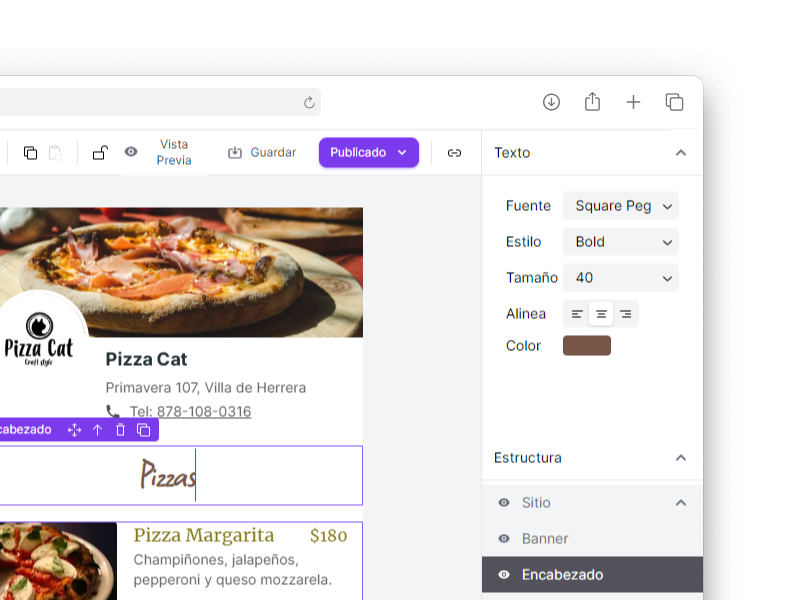 Vista
Previa
Guardar
Publicado
Texto
Fuente
Square Peg
Estilo
Bold
Tamaño
40
Alinea
Color
Pizza Cat
Craft style
Pizza Cat
Primavera 107, Villa de Herrera
Tel: 878-108-0316
cabezado
Pizzas
Pizza Margarita $180
Champiñones, jalapeños,
pepperoni y queso mozzarela.
Estructura
Sitio
Banner
Encabezado